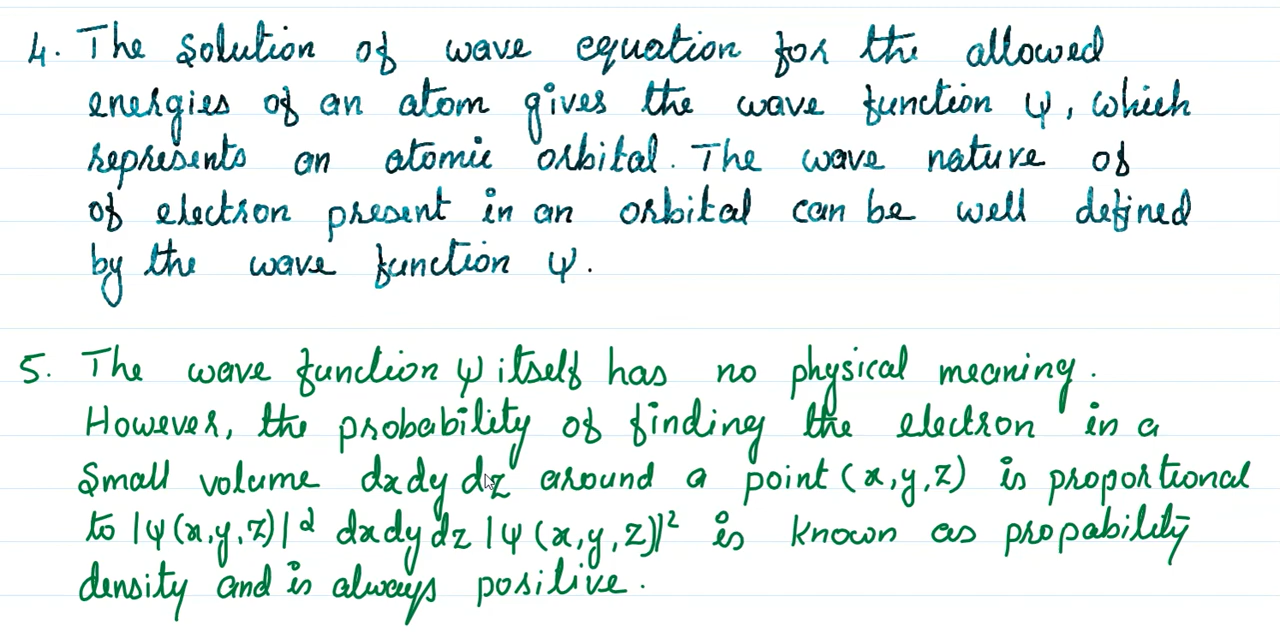 4. The solution of wave equation for the allowed
energies of an atom gives the wave function ψ, which
represents an atomic orbital. The wave nature of
of electron present in an orbital can be well defined
by the wave function ψ.
5. The wave function ψ itself has no physical meaning.
However, the probability of finding the electron in a
small volume dxdy dz around a point (x,y,z) is proportional
to |ψ(x,y,z)|² dxdydz |ψ(x,y,z)|² is known as propability
density and is always positive.